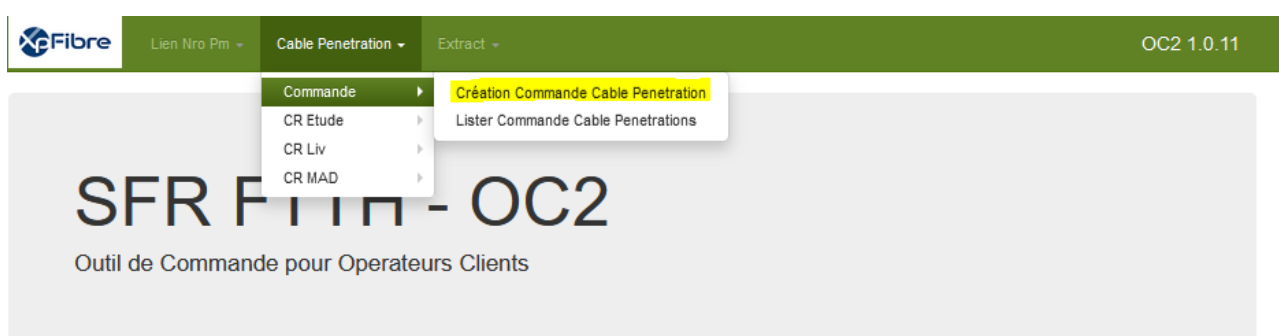 XpFibre Lien Nro Pm Cable Penetration Extract OC2 1.0.11
Commande Création Commande Cable Penetration
CR Etude Lister Commande Cable Penetrations
CR Liv
CR MAD
SFR FTTH - OC2
Outil de Commande pour Operateurs Clients